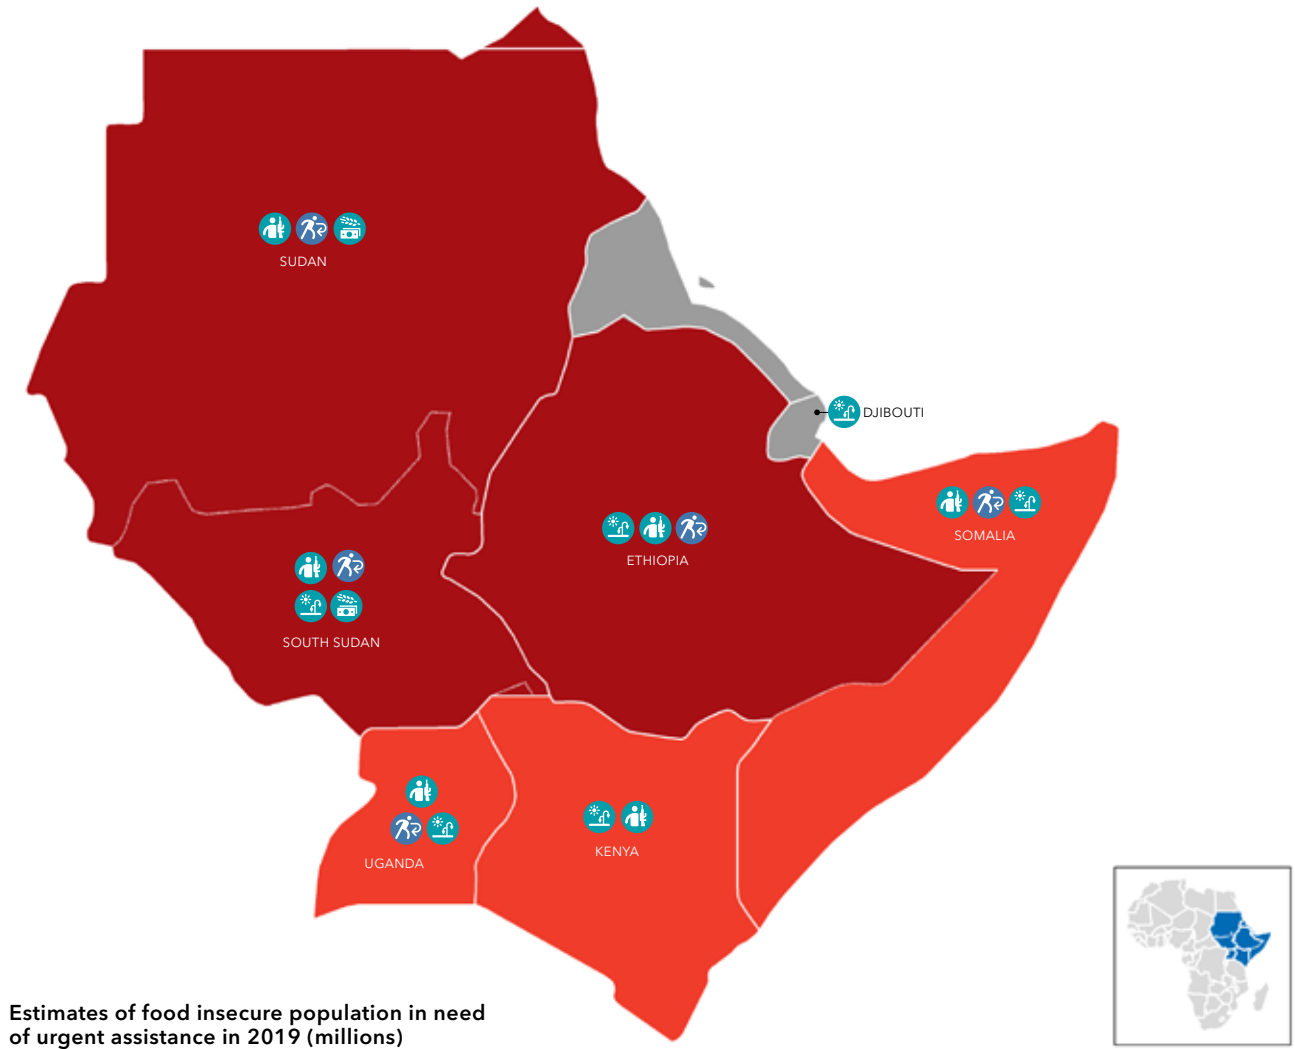 SUDAN
DJIBOUTI
SOMALIA
ETHIOPIA
SOUTH SUDAN
KENYA
UGANDA
Estimates of food insecure population in need
of urgent assistance in 2019 (millions)